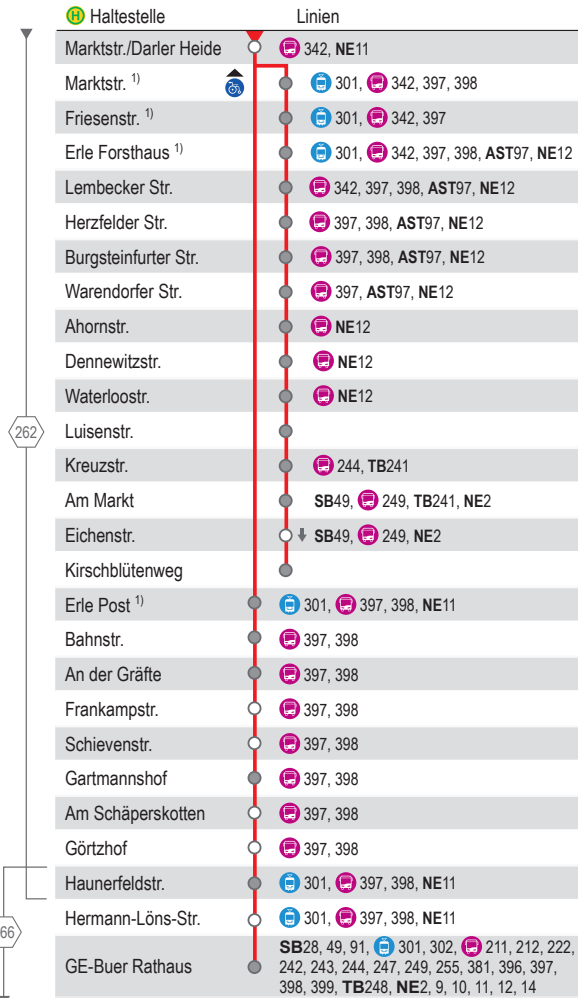 H Haltestelle Linien
Marktstr./Darler Heide 342, NE11
Marktstr. 1) 301, 342, 397, 398
Friesenstr. 1) 301, 342, 397
Erle Forsthaus 1) 301, 342, 397, 398, AST97, NE12
Lembecker Str. 342, 397, 398, AST97, NE12
Herzfelder Str. 397, 398, AST97, NE12
Burgsteinfurter Str. 397, 398, AST97, NE12
Warendorfer Str. 397, AST97, NE12
Ahornstr. NE12
Dennewitzstr. NE12
Waterloostr. NE12
262 Luisenstr.
Kreuzstr. 244, TB241
Am Markt SB49, 249, TB241, NE2
Eichenstr. SB49, 249, NE2
Kirschblütenweg
Erle Post 1) 301, 397, 398, NE11
Bahnstr. 397, 398
An der Gräfte 397, 398
Frankampstr. 397, 398
Schievenstr. 397, 398
Gartmannshof 397, 398
Am Schäperskotten 397, 398
Görtzhof 397, 398
Haunerfeldstr. 301, 397, 398, NE11
66 Hermann-Löns-Str. 301, 397, 398, NE11
GE-Buer Rathaus SB28, 49, 91, 301, 302, 211, 212, 222,
242, 243, 244, 247, 249, 255, 381, 396, 397,
398, 399, TB248, NE2, 9, 10, 11, 12, 14